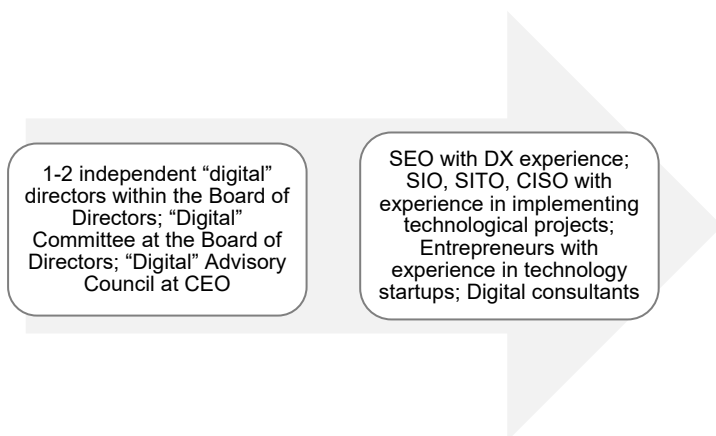 1-2 independent “digital”
directors within the Board of
Directors; “Digital”
Committee at the Board of
Directors; “Digital” Advisory
Council at CEO
SEO with DX experience;
SIO, SITO, CISO with
experience in implementing
technological projects;
Entrepreneurs with
experience in technology
startups; Digital consultants